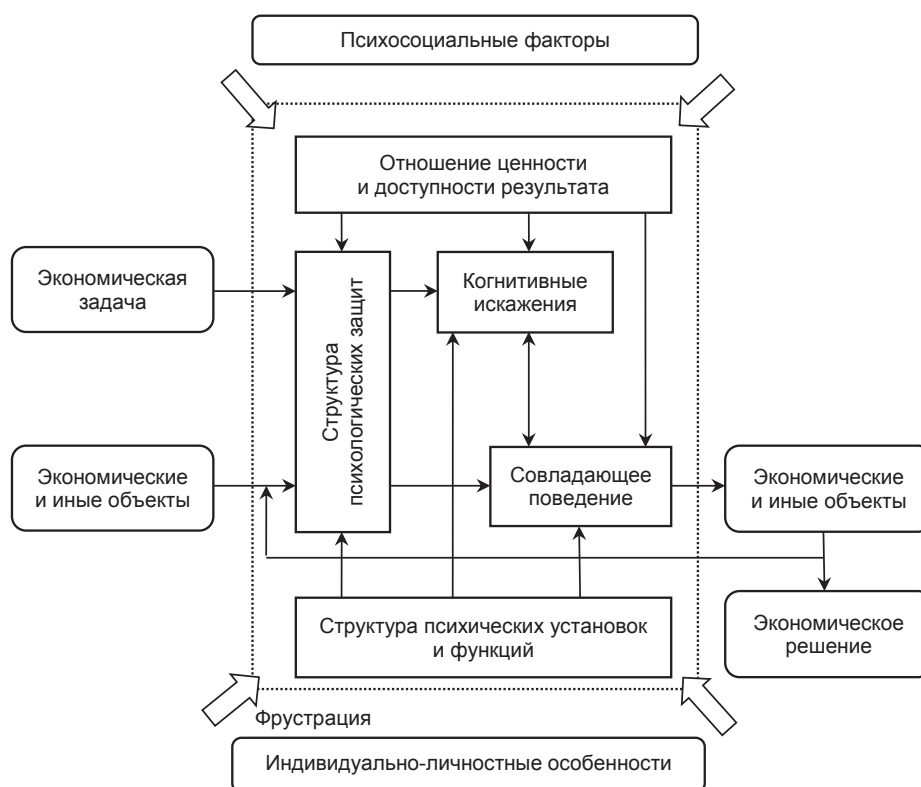 Психосоциальные факторы
Отношение ценности
и доступности результата
Экономическая
задача
Структура
психологических защит
Когнитивные
искажения
Экономические
и иные объекты
Совладающее
поведение
Экономические
и иные объекты
Структура психических установок
и функций
Экономическое
решение
Фрустрация
Индивидуально-личностные особенности